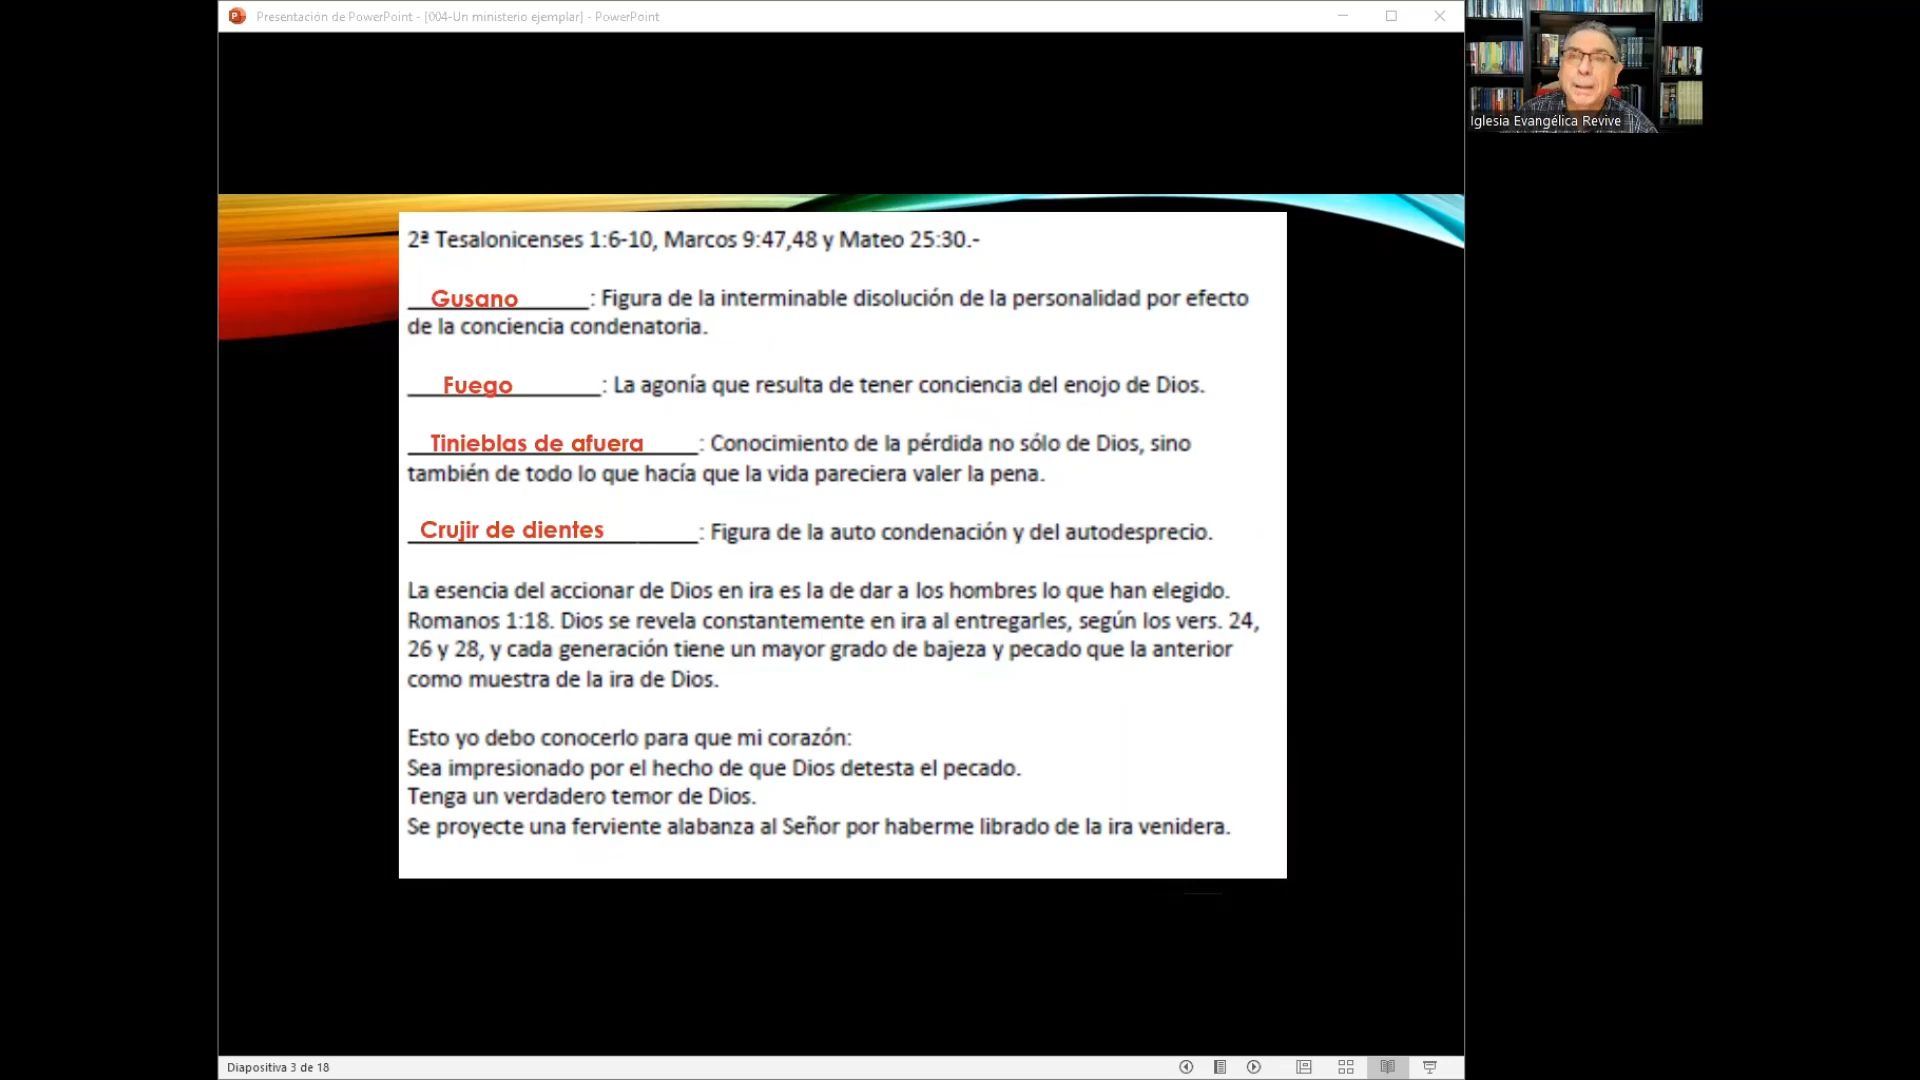 Presentación de PowerPoint - [004-Un ministerio ejemplar] - PowerPoint
Iglesia Evangélica Revive
2ª Tesalonicenses 1:6-10, Marcos 9:47,48 y Mateo 25:30.-
Gusano: Figura de la interminable disolución de la personalidad por efecto
de la conciencia condenatoria.
Fuego: La agonía que resulta de tener conciencia del enojo de Dios.
Tinieblas de afuera: Conocimiento de la pérdida no sólo de Dios, sino
también de todo lo que hacía que la vida pareciera valer la pena.
Crujir de dientes: Figura de la auto condenación y del autodesprecio.
La esencia del accionar de Dios en ira es la de dar a los hombres lo que han elegido.
Romanos 1:18. Dios se revela constantemente en ira al entregarles, según los vers. 24,
26 y 28, y cada generación tiene un mayor grado de bajeza y pecado que la anterior
como muestra de la ira de Dios.
Esto yo debo conocerlo para que mi corazón:
Sea impresionado por el hecho de que Dios detesta el pecado.
Tenga un verdadero temor de Dios.
Se proyecte una ferviente alabanza al Señor por haberme librado de la ira venidera.
Diapositiva 3 de 18